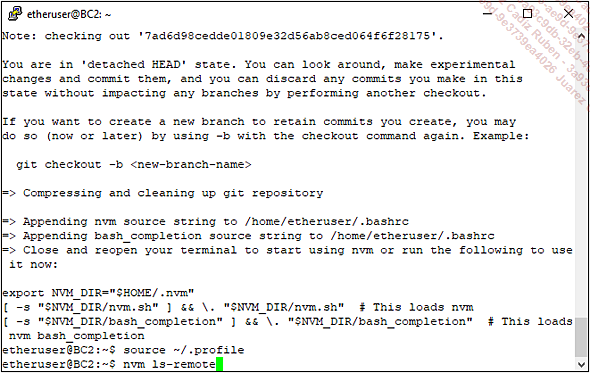 etheruser@BC2: ~
Note: checking out '7ad6d98cedde01809e32d56ab8ced064f6f28175'.
You are in 'detached HEAD' state. You can look around, make experimental
changes and commit them, and you can discard any commits you make in this
state without impacting any branches by performing another checkout.
If you want to create a new branch to retain commits you create, you may
do so (now or later) by using -b with the checkout command again. Example:
git checkout -b <new-branch-name>
=> Compressing and cleaning up git repository
=> Appending nvm source string to /home/etheruser/.bashrc
=> Appending bash_completion source string to /home/etheruser/.bashrc
=> Close and reopen your terminal to start using nvm or run the following to use
it now:
export NVM_DIR="$HOME/.nvm"
[ -s "$NVM_DIR/nvm.sh" ] && \. "$NVM_DIR/nvm.sh"  # This loads nvm
[ -s "$NVM_DIR/bash_completion" ] && \. "$NVM_DIR/bash_completion"  # This loads
nvm bash_completion
etheruser@BC2:~$ source ~/.profile
etheruser@BC2:~$ nvm ls-remote